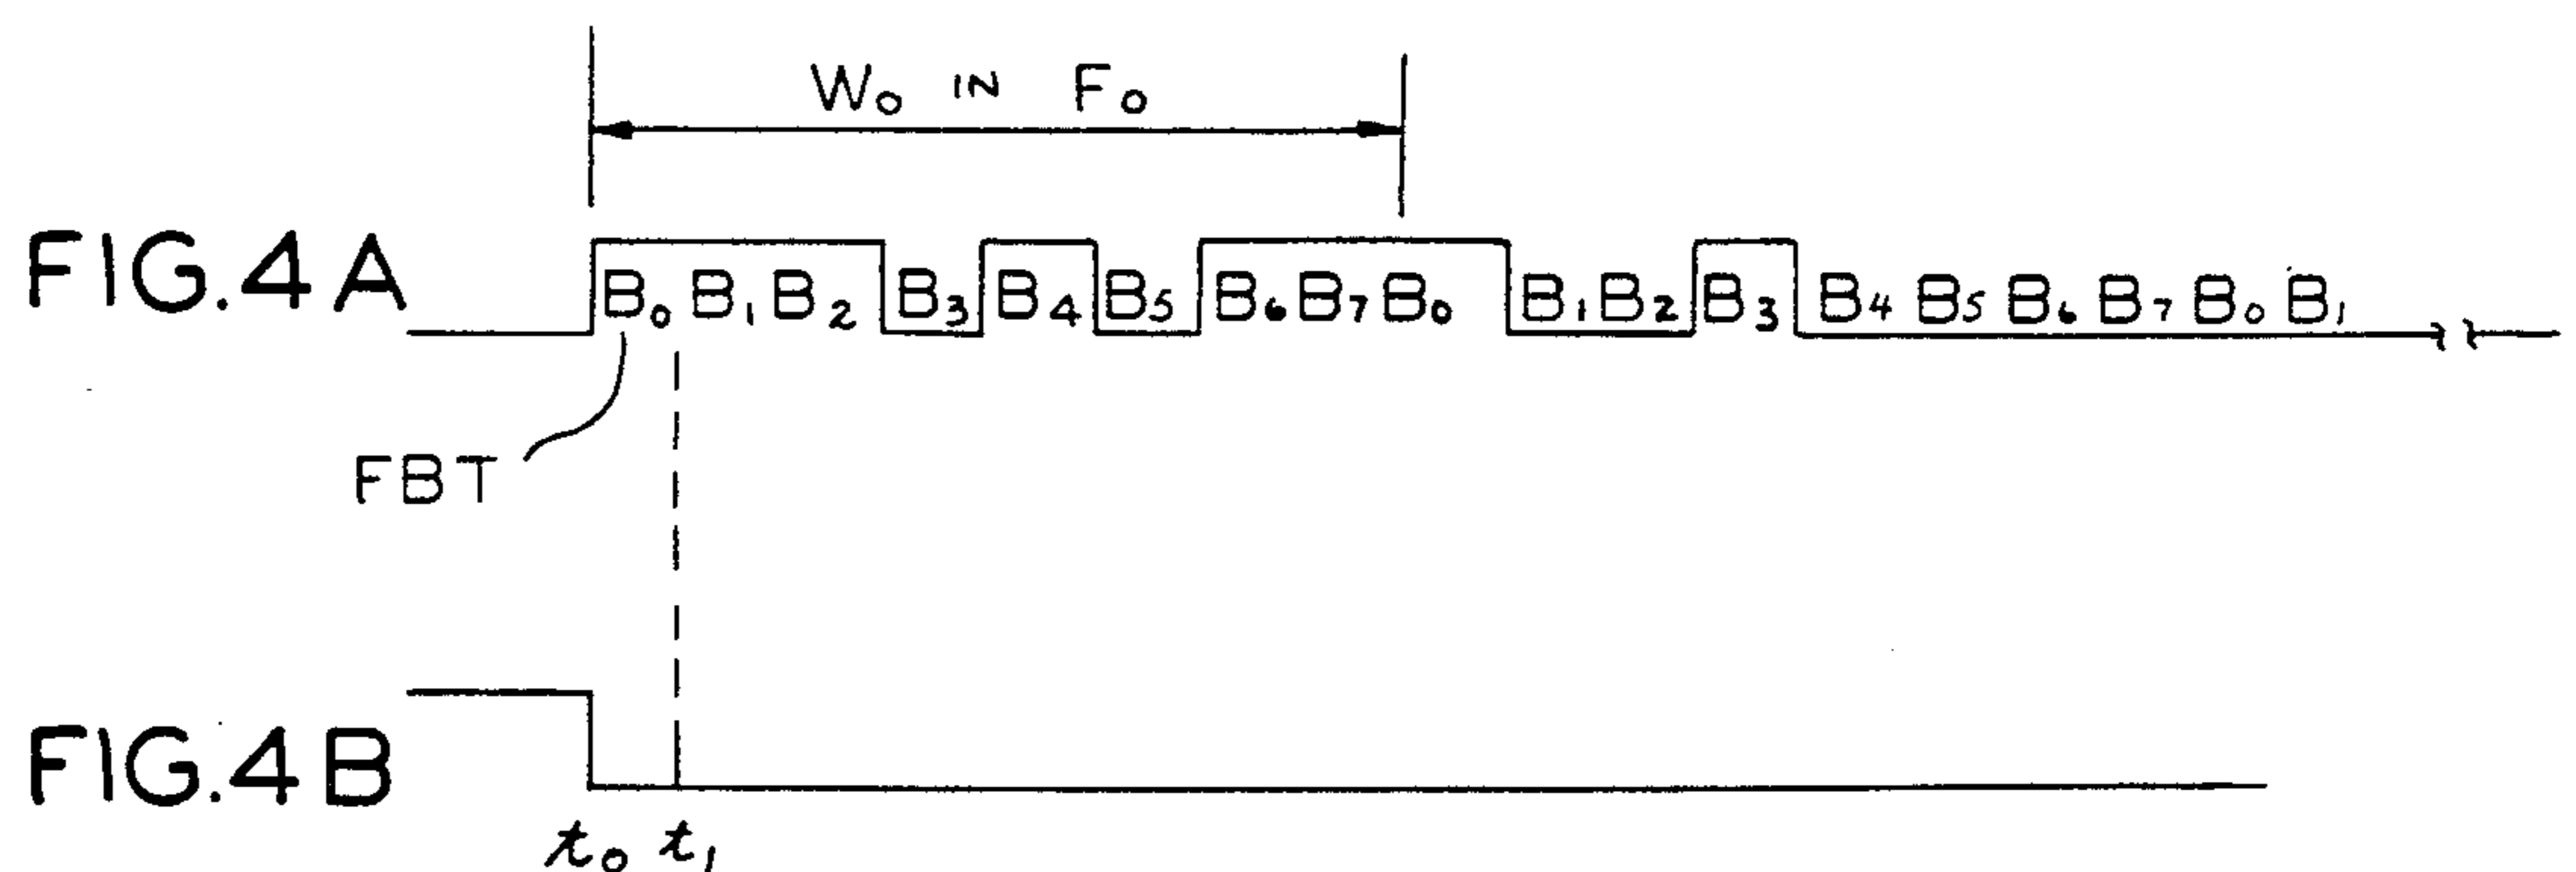 W₀ IN F₀
FIG.4A
B₀ B₁ B₂ B₃ B₄ B₅ B₆ B₇ B₀ B₁ B₂ B₃ B₄ B₅ B₆ B₇ B₀ B₁
FBT
FIG.4B
t₀ t₁